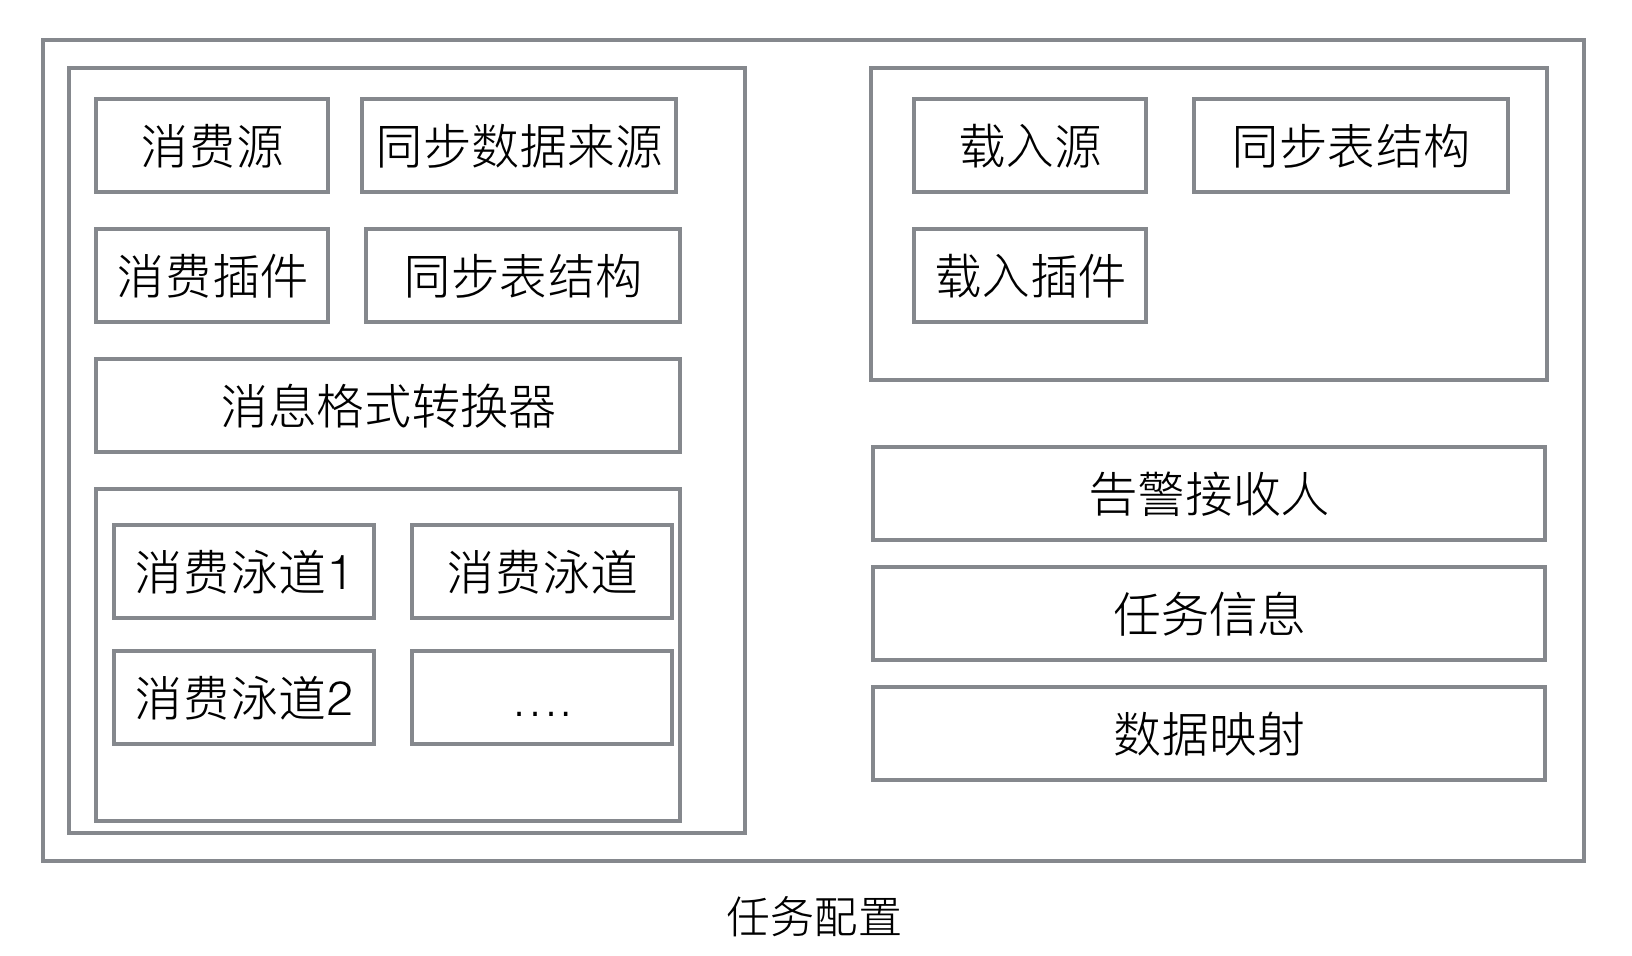 消费源
同步数据来源
消费插件
同步表结构
消息格式转换器
消费泳道1
消费泳道
消费泳道2
....
载入源
同步表结构
载入插件
告警接收人
任务信息
数据映射
任务配置